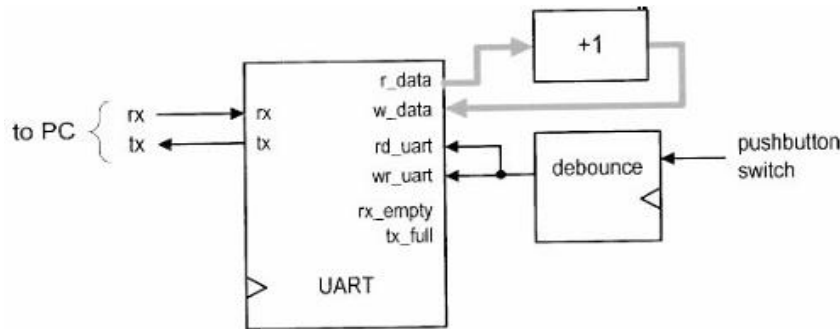 +1
r_data
w_data
to PC
rx
tx
rx
tx
rd_uart
wr_uart
rx_empty
tx_full
UART
debounce
pushbutton
switch